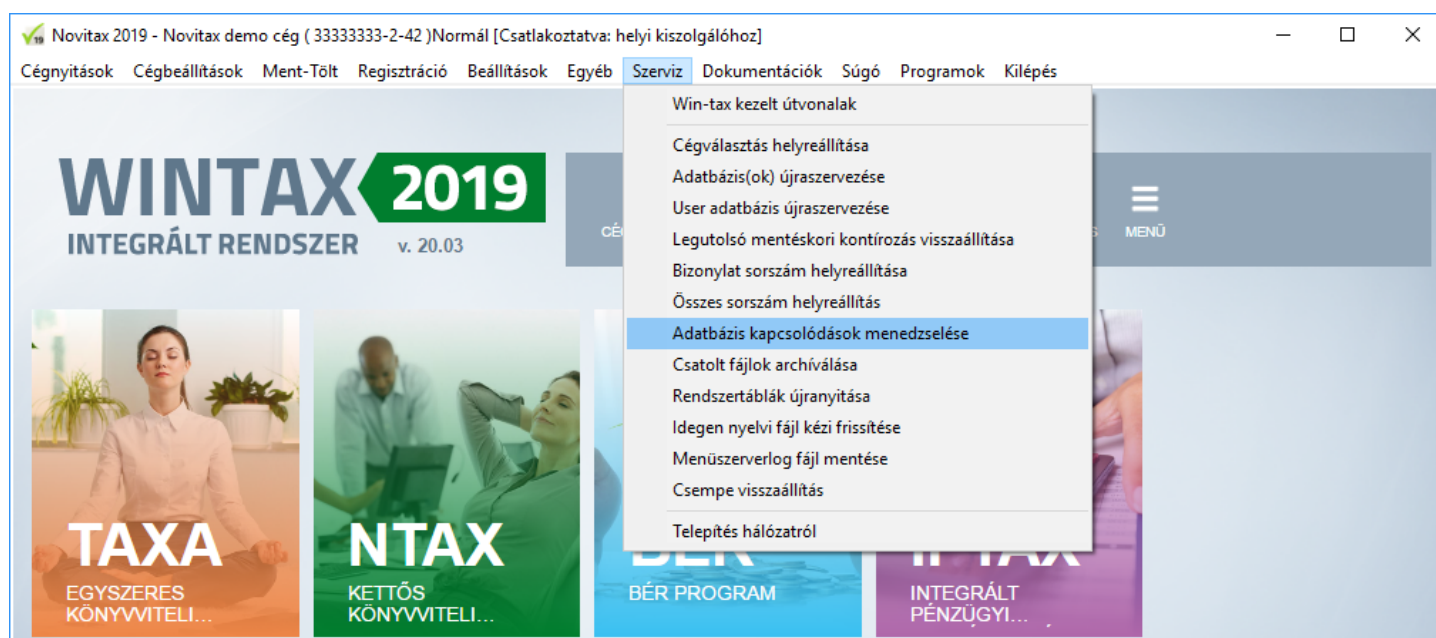 19 Novitax 2019 - Novitax demo cég ( 33333333-2-42 )Normál [Csatlakoztatva: helyi kiszolgálóhoz]
Cégnyitások Cégbeállítások Ment-Tölt Regisztráció Beállítások Egyéb Szerviz Dokumentációk Súgó Programok Kilépés
Win-tax kezelt útvonalak
Cégválasztás helyreállítása
Adatbázis(ok) újraszervezése
User adatbázis újraszervezése
Legutolsó mentéskori kontírozás visszaállítása
Bizonylat sorszám helyreállítása
Összes sorszám helyreállítás
Adatbázis kapcsolódások menedzselése
Csatolt fájlok archíválása
Rendszertáblák újranyitása
Idegen nyelvi fájl kézi frissítése
Menüszerverlog fájl mentése
Csempe visszaállítás
Telepítés hálózatról
WINTAX 2019
INTEGRÁLT RENDSZER v. 20.03
MENÜ
TAXA
EGYSZERES
KÖNYVVITELI...
NTAX
KETTŐS
KÖNYVVITELI...
BÉR PROGRAM
INTEGRÁLT
PÉNZÜGYI...